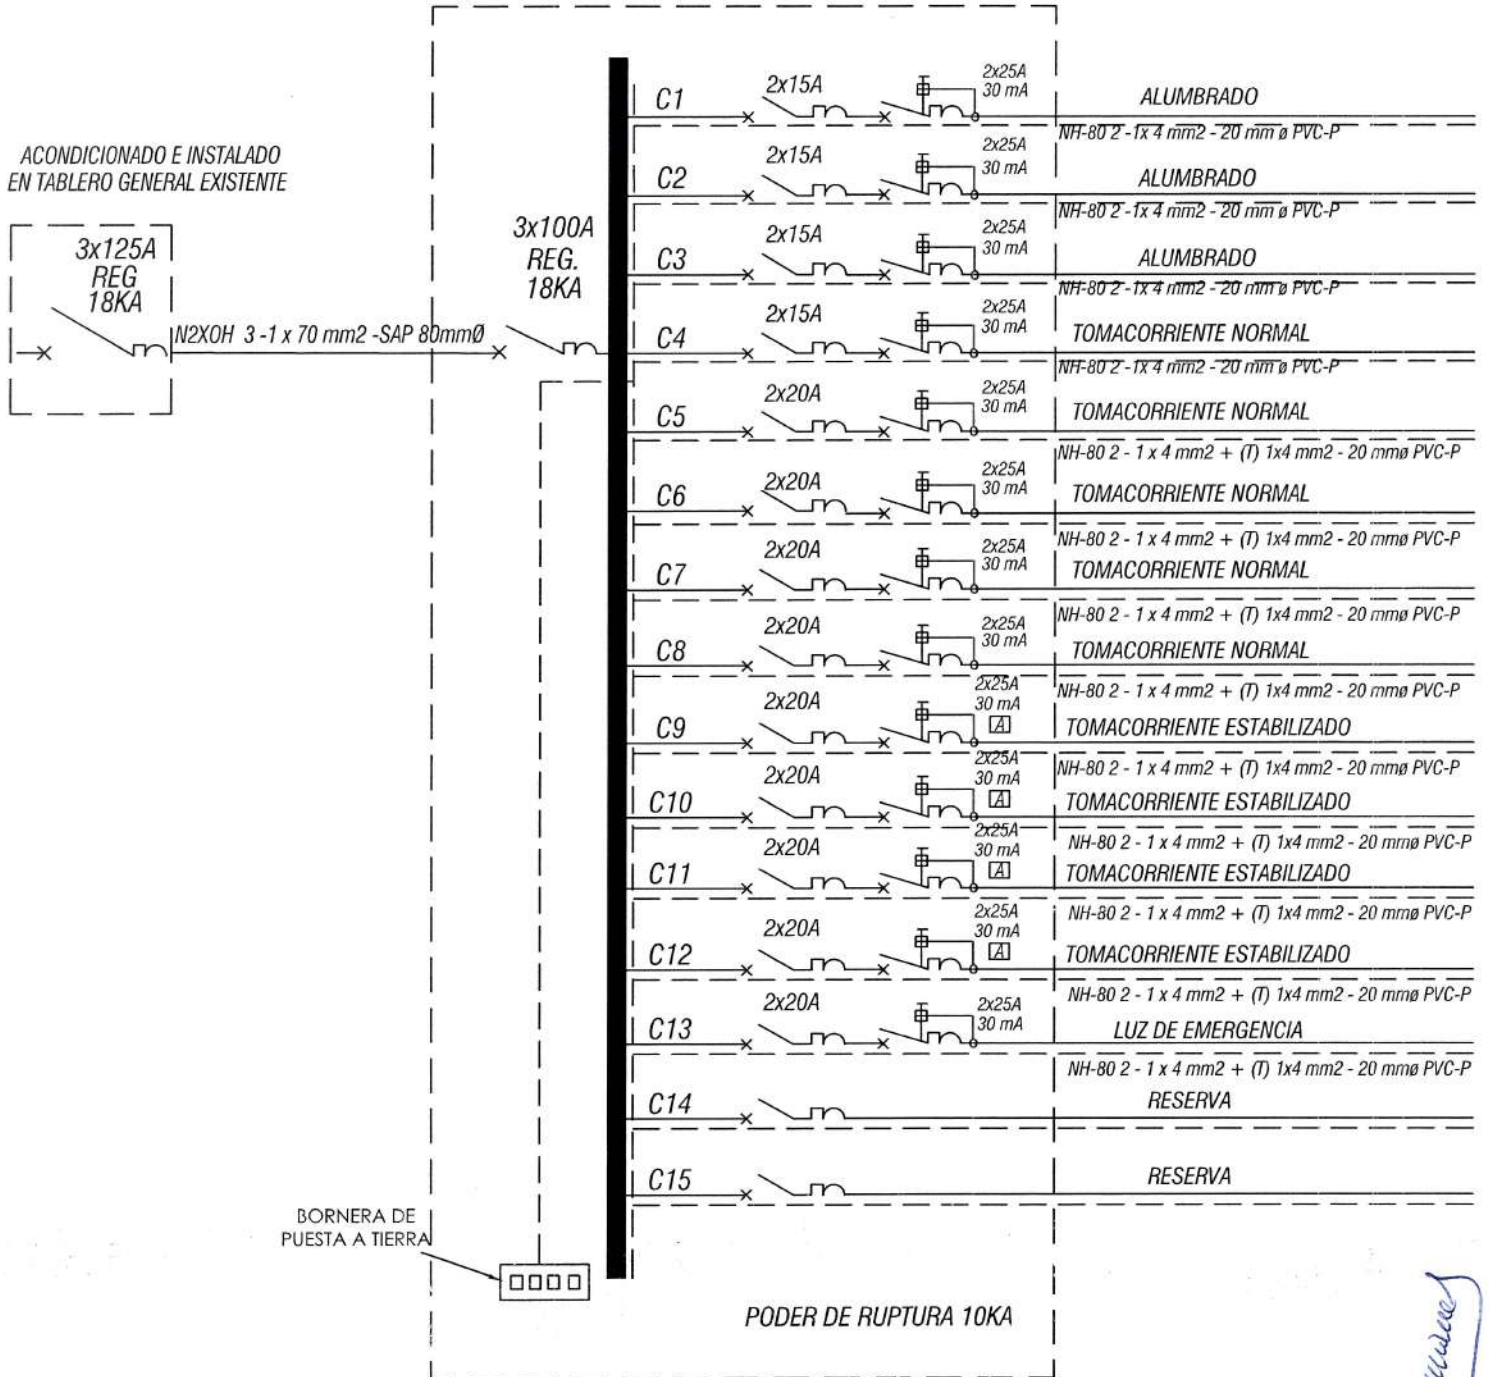 ACONDICIONADO E INSTALADO
EN TABLERO GENERAL EXISTENTE
3x125A
REG
18KA
N2XOH 3 -1 x 70 mm2 -SAP 80mmØ
3x100A
REG.
18KA
C1 2x15A 2x25A
30 mA
ALUMBRADO
NH-80 2 -1x 4 mm2 - 20 mm ø PVC-P
C2 2x15A 2x25A
30 mA
ALUMBRADO
NH-80 2 -1x 4 mm2 - 20 mm ø PVC-P
C3 2x15A 2x25A
30 mA
ALUMBRADO
NH-80 2 -1x 4 mm2 - 20 mm ø PVC-P
C4 2x15A 2x25A
30 mA
TOMACORRIENTE NORMAL
NH-80 2 -1x 4 mm2 - 20 mm ø PVC-P
C5 2x20A 2x25A
30 mA
TOMACORRIENTE NORMAL
NH-80 2 - 1 x 4 mm2 + (T) 1x4 mm2 - 20 mmø PVC-P
C6 2x20A 2x25A
30 mA
TOMACORRIENTE NORMAL
NH-80 2 - 1 x 4 mm2 + (T) 1x4 mm2 - 20 mmø PVC-P
C7 2x20A 2x25A
30 mA
TOMACORRIENTE NORMAL
NH-80 2 - 1 x 4 mm2 + (T) 1x4 mm2 - 20 mmø PVC-P
C8 2x20A 2x25A
30 mA
TOMACORRIENTE NORMAL
NH-80 2 - 1 x 4 mm2 + (T) 1x4 mm2 - 20 mmø PVC-P
C9 2x20A 2x25A
30 mA
A
TOMACORRIENTE ESTABILIZADO
NH-80 2 - 1 x 4 mm2 + (T) 1x4 mm2 - 20 mmø PVC-P
C10 2x20A 2x25A
30 mA
A
TOMACORRIENTE ESTABILIZADO
NH-80 2 - 1 x 4 mm2 + (T) 1x4 mm2 - 20 mmø PVC-P
C11 2x20A 2x25A
30 mA
A
TOMACORRIENTE ESTABILIZADO
NH-80 2 - 1 x 4 mm2 + (T) 1x4 mm2 - 20 mmø PVC-P
C12 2x20A 2x25A
30 mA
A
TOMACORRIENTE ESTABILIZADO
NH-80 2 - 1 x 4 mm2 + (T) 1x4 mm2 - 20 mmø PVC-P
C13 2x20A 2x25A
30 mA
LUZ DE EMERGENCIA
NH-80 2 - 1 x 4 mm2 + (T) 1x4 mm2 - 20 mmø PVC-P
C14 RESERVA
C15 RESERVA
BORNERA DE
PUESTA A TIERRA
PODER DE RUPTURA 10KA